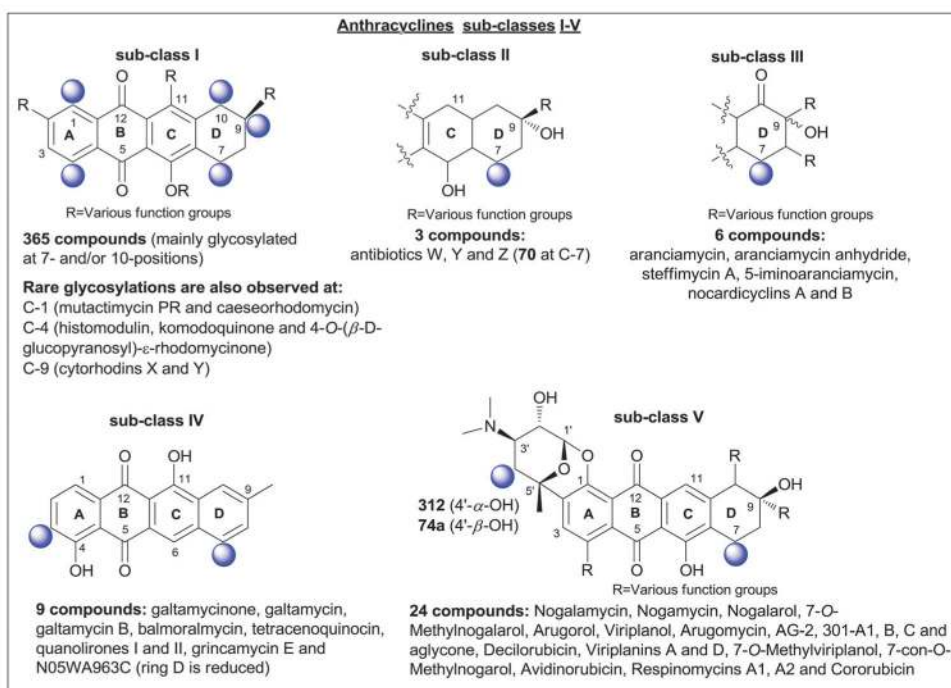 Anthracyclines sub-classes I-V
sub-class I
O
R
R
11
R
1
12
10
9
A
B
C
D
3
5
7
O
OR
R=Various function groups
365 compounds (mainly glycosylated
at 7- and/or 10-positions)
Rare glycosylations are also observed at:
C-1 (mutactimycin PR and caeseorhodomycin)
C-4 (histomodulin, komodoquinone and 4-O-(β-D-
glucopyranosyl)-ε-rhodomycinone)
C-9 (cytorhodins X and Y)
sub-class II
11
R
9
OH
C
D
7
OH
R=Various function groups
3 compounds:
antibiotics W, Y and Z (70 at C-7)
sub-class III
O
R
9
OH
D
7
R
R=Various function groups
6 compounds:
aranciamycin, aranciamycin anhydride,
steffimycin A, 5-iminoaranciamycin,
nocardicyclins A and B
sub-class IV
O
OH
1
12
11
9
A
B
C
D
4
5
6
7
OH
O
9 compounds: galtamycinone, galtamycin,
galtamycin B, balmoralmycin, tetracenoquinocin,
quanolirones I and II, grincamycin E and
N05WA963C (ring D is reduced)
sub-class V
OH
N
3'
1'
O
O
5'
312 (4'-α-OH)
74a (4'-β-OH)
1
O
12
11
R
OH
9
R
A
B
C
D
3
5
7
R
O
OH
R=Various function groups
24 compounds: Nogalamycin, Nogamycin, Nogalarol, 7-O-
Methylnogalarol, Arugorol, Viriplanol, Arugomycin, AG-2, 301-A1, B, C and
aglycone, Decilorubicin, Viriplanins A and D, 7-O-Methylviriplanol, 7-con-O-
Methylnogarol, Avidinorubicin, Respinomycins A1, A2 and Cororubicin